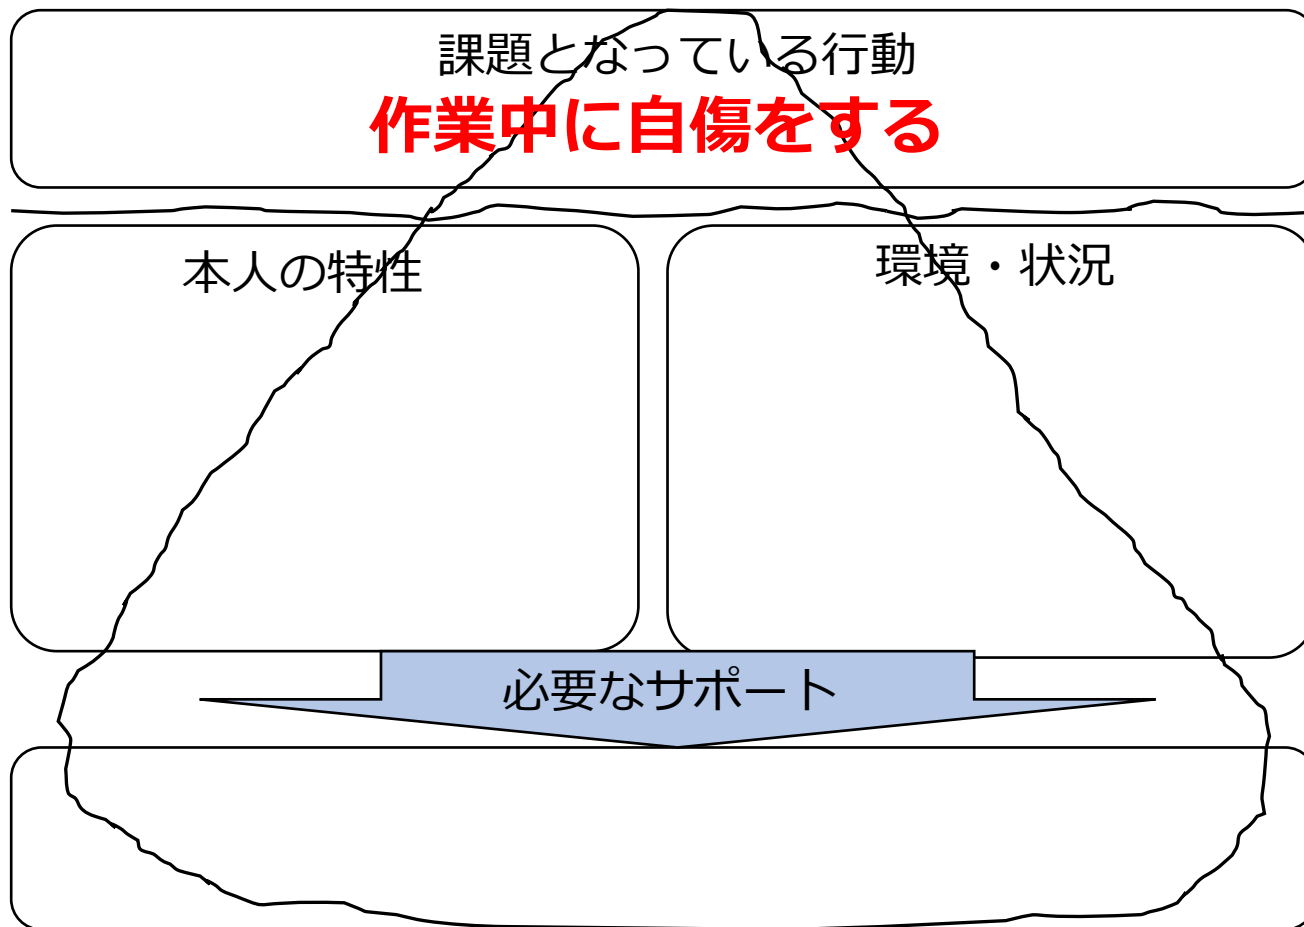 課題となっている行動
作業中に自傷をする
本人の特性
環境・状況
必要なサポート